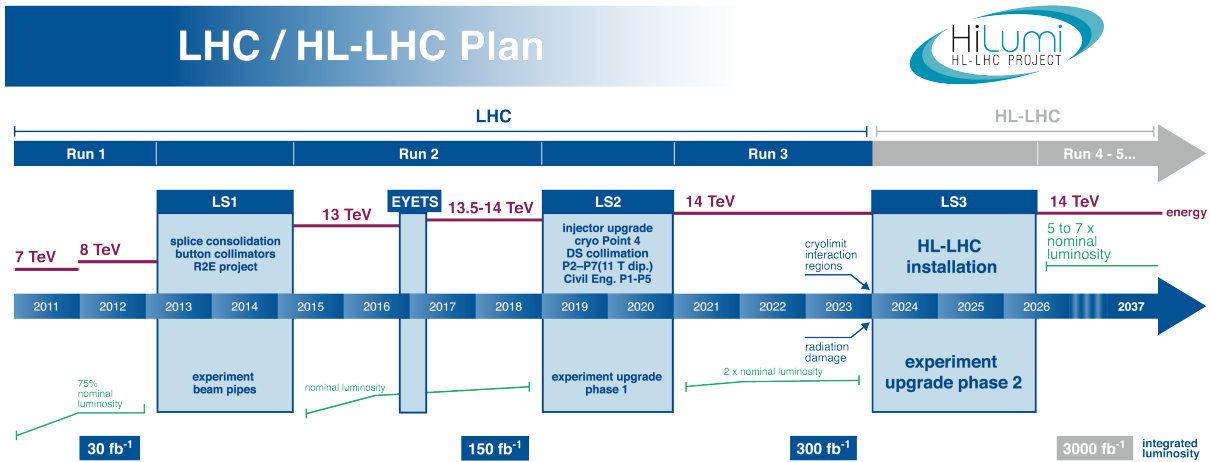 LHC / HL-LHC Plan
HiLumi
HL-LHC PROJECT
LHC
HL-LHC
Run 1
Run 2
Run 3
Run 4 - 5...
LS1
EYETS
LS2
LS3
7 TeV
8 TeV
13 TeV
13.5-14 TeV
14 TeV
14 TeV
energy
splice consolidation
button collimators
R2E project
injector upgrade
cryo Point 4
DS collimation
P2–P7(11 T dip.)
Civil Eng. P1-P5
cryolimit
interaction
regions
HL-LHC
installation
5 to 7 x
nominal
luminosity
2011
2012
2013
2014
2015
2016
2017
2018
2019
2020
2021
2022
2023
2024
2025
2026
2037
radiation
damage
75%
nominal
luminosity
experiment
beam pipes
nominal luminosity
experiment upgrade
phase 1
2 x nominal luminosity
experiment
upgrade phase 2
30 fb-1
150 fb-1
300 fb-1
3000 fb-1
integrated
luminosity